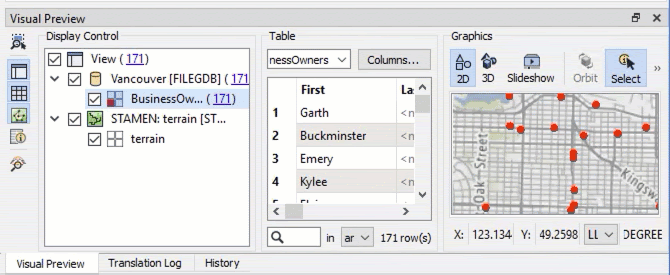 Visual Preview
Display Control
View (171)
Vancouver [FILEGDB] (171
BusinessOw... (171)
STAMEN: terrain [ST...
terrain
Table
nessOwners Columns...
First La
1 Garth <n
2 Buckminster <n
3 Emery <n
4 Kylee <n
in ar 171 row(s)
Graphics
2D 3D Slideshow Orbit Select »
Oak - Street
Kingsway
X: 123.134 Y: 49.2598 LL DEGREE
Visual Preview Translation Log History